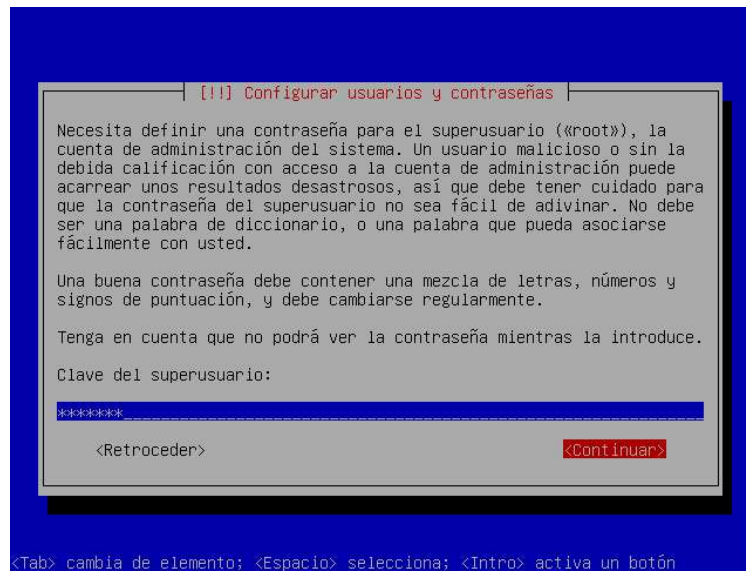 [!!] Configurar usuarios y contraseñas
Necesita definir una contraseña para el superusuario («root»), la
cuenta de administración del sistema. Un usuario malicioso o sin la
debida calificación con acceso a la cuenta de administración puede
acarrear unos resultados desastrosos, así que debe tener cuidado para
que la contraseña del superusuario no sea fácil de adivinar. No debe
ser una palabra de diccionario, o una palabra que pueda asociarse
fácilmente con usted.
Una buena contraseña debe contener una mezcla de letras, números y
signos de puntuación, y debe cambiarse regularmente.
Tenga en cuenta que no podrá ver la contraseña mientras la introduce.
Clave del superusuario:
*******
<Retroceder> <Continuar>
<Tab> cambia de elemento; <Espacio> selecciona; <Intro> activa un botón